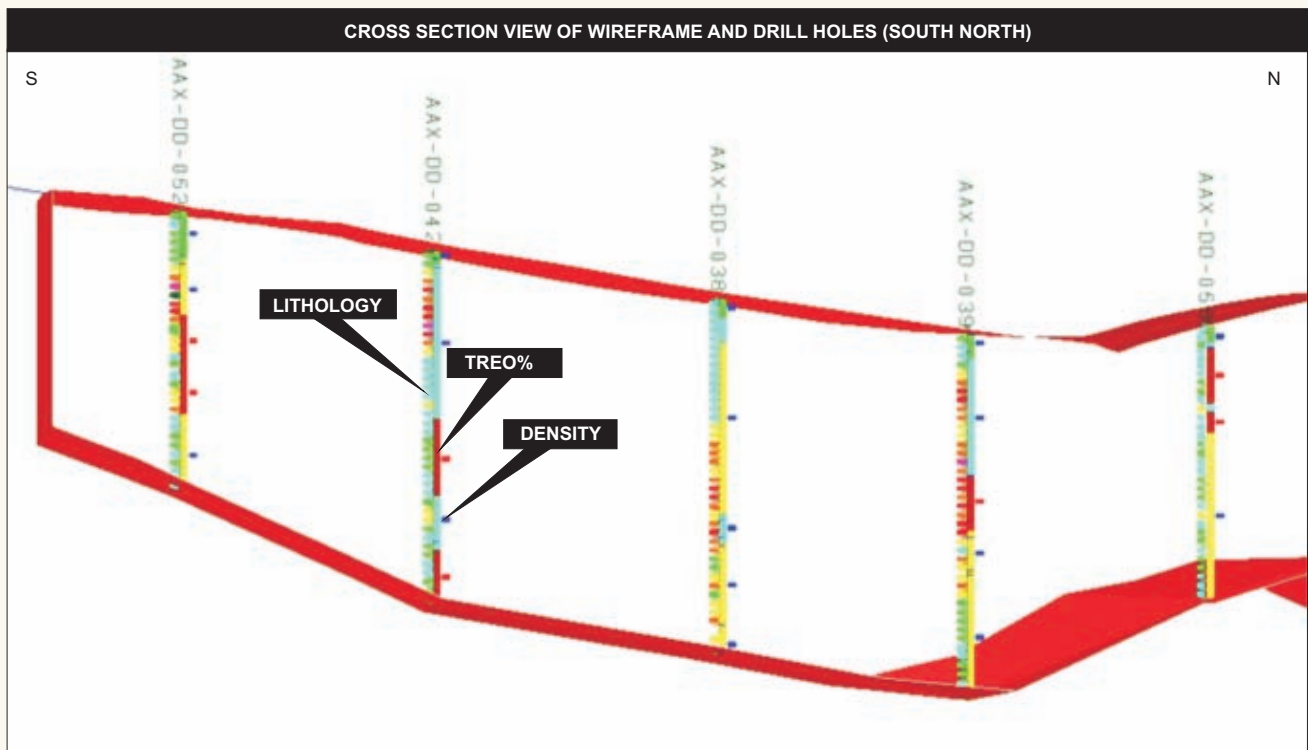 CROSS SECTION VIEW OF WIREFRAME AND DRILL HOLES (SOUTH NORTH)
S
N
AAX-DD-052
AAX-DD-042
AAX-DD-038
AAX-DD-039
LITHOLOGY
TREO%
DENSITY